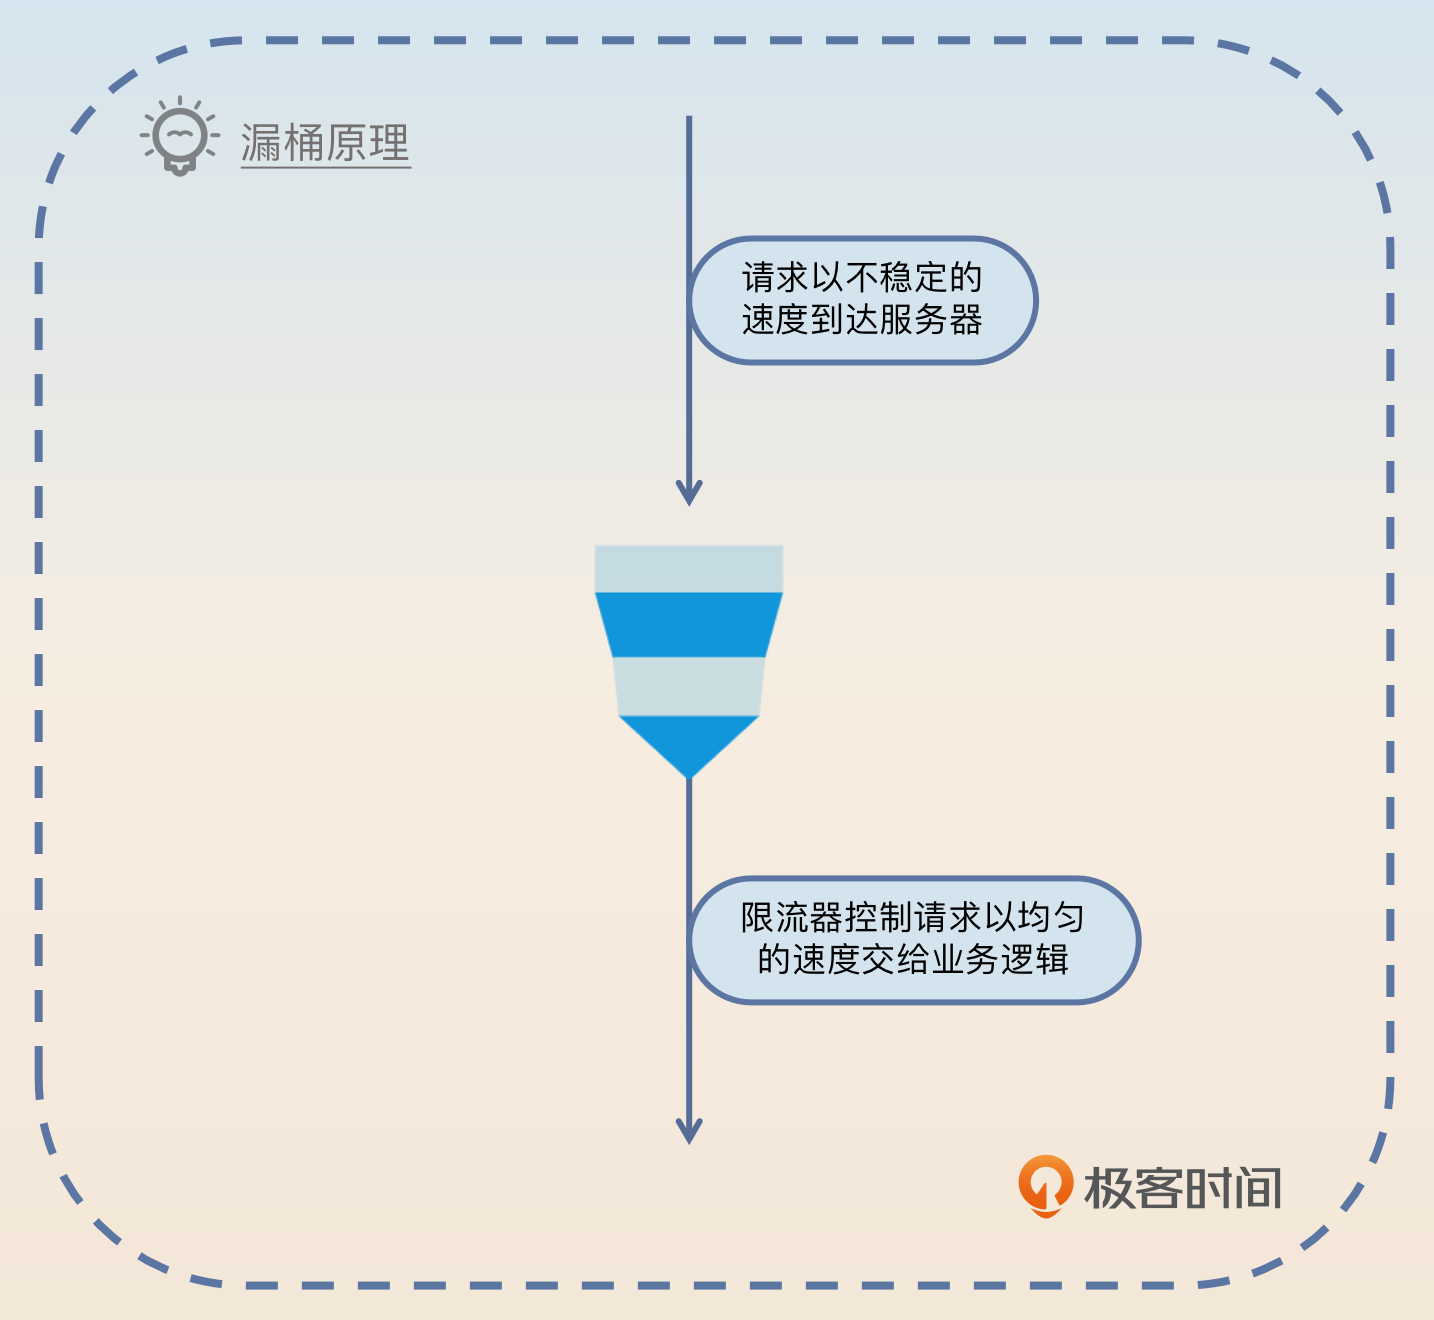 漏桶原理
请求以不稳定的
速度到达服务器
限流器控制请求以均匀
的速度交给业务逻辑
极客时间